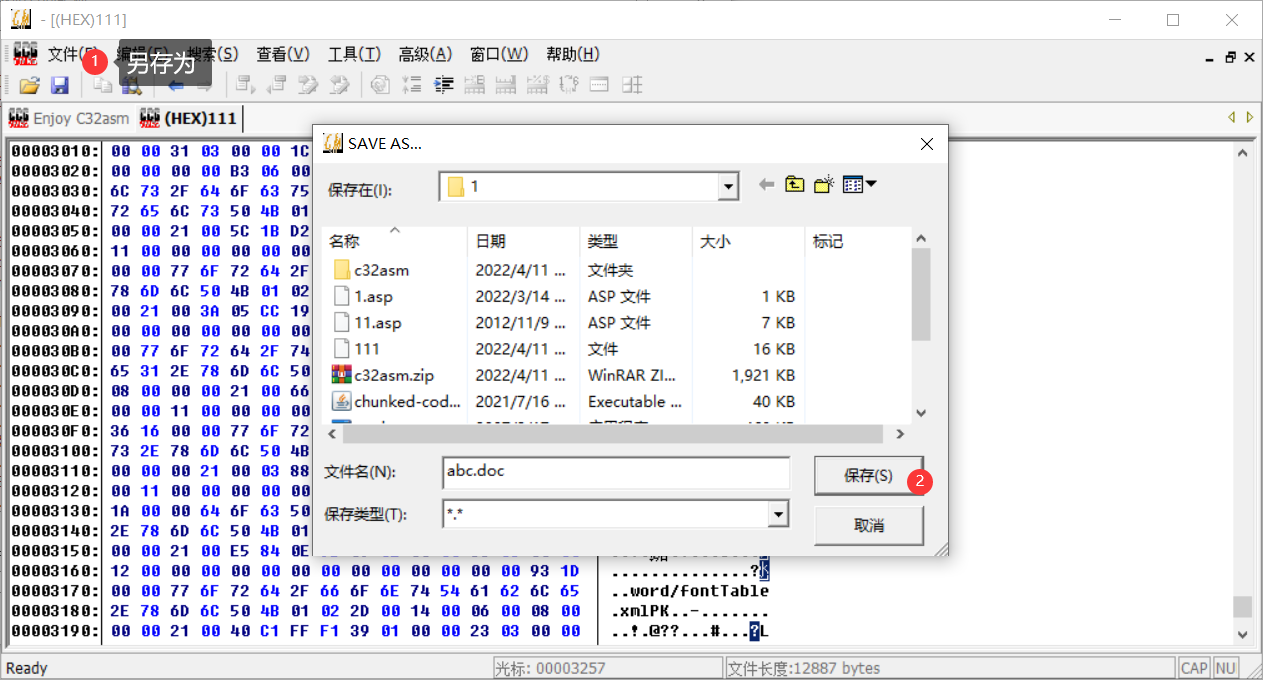 - [(HEX)111]
文件(F) 编辑(E) 搜索(S) 查看(V) 工具(T) 高级(A) 窗口(W) 帮助(H)
1
另存为
Enjoy C32asm (HEX)111
00003010: 00 00 31 03 00 00 1C
00003020: 00 00 00 00 B3 06 00
00003030: 6C 73 2F 64 6F 63 75
00003040: 72 65 6C 73 50 4B 01
00003050: 00 00 21 00 5C 1B D2
00003060: 11 00 00 00 00 00 00
00003070: 00 00 77 6F 72 64 2F
00003080: 78 6D 6C 50 4B 01 02
00003090: 00 21 00 3A 05 CC 19
000030A0: 00 00 00 00 00 00 00
000030B0: 00 77 6F 72 64 2F 74
000030C0: 65 31 2E 78 6D 6C 50
000030D0: 08 00 00 00 21 00 66
000030E0: 00 00 11 00 00 00 00
000030F0: 36 16 00 00 77 6F 72
00003100: 73 2E 78 6D 6C 50 4B
00003110: 00 00 00 21 00 03 88
00003120: 00 11 00 00 00 00 00
00003130: 1A 00 00 64 6F 63 50
00003140: 2E 78 6D 6C 50 4B 01
00003150: 00 00 21 00 E5 84 0E
00003160: 12 00 00 00 00 00 00 00 00 00 00 00 00 00 93 1D ..............?
00003170: 00 00 77 6F 72 64 2F 66 6F 6E 74 54 61 62 6C 65 ..word/fontTable
00003180: 2E 78 6D 6C 50 4B 01 02 2D 00 14 00 06 00 08 00 .xmlPK..-.......
00003190: 00 00 21 00 40 C1 FF F1 39 01 00 00 23 03 00 00 ..!.@??...#...?L
SAVE AS...
保存在(I): 1
名称 日期 类型 大小 标记
c32asm 2022/4/11 ... 文件夹
1.asp 2022/3/14 ... ASP 文件 1 KB
11.asp 2012/11/9 ... ASP 文件 7 KB
111 2022/4/11 ... 文件 16 KB
c32asm.zip 2022/4/11 ... WinRAR ZI... 1,921 KB
chunked-cod... 2021/7/16 ... Executable ... 40 KB
文件名(N): abc.doc 保存(S) 2
保存类型(T): *.* 取消
Ready 光标: 00003257 文件长度:12887 bytes CAP NU